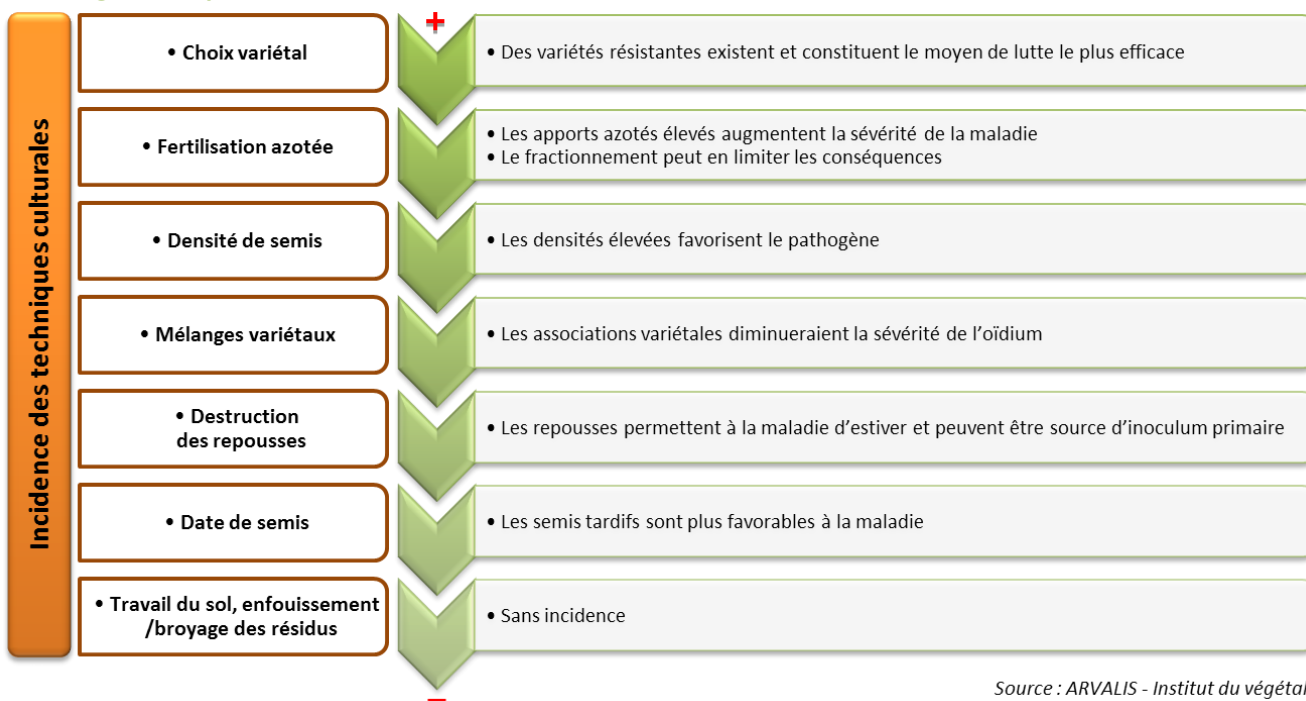 Incidence des techniques culturales
+
• Choix variétal
• Des variétés résistantes existent et constituent le moyen de lutte le plus efficace
• Fertilisation azotée
• Les apports azotés élevés augmentent la sévérité de la maladie
• Le fractionnement peut en limiter les conséquences
• Densité de semis
• Les densités élevées favorisent le pathogène
• Mélanges variétaux
• Les associations variétales diminueraient la sévérité de l’oïdium
• Destruction
des repousses
• Les repousses permettent à la maladie d’estiver et peuvent être source d’inoculum primaire
• Date de semis
• Les semis tardifs sont plus favorables à la maladie
• Travail du sol, enfouissement
/broyage des résidus
• Sans incidence
–
Source : ARVALIS - Institut du végétal